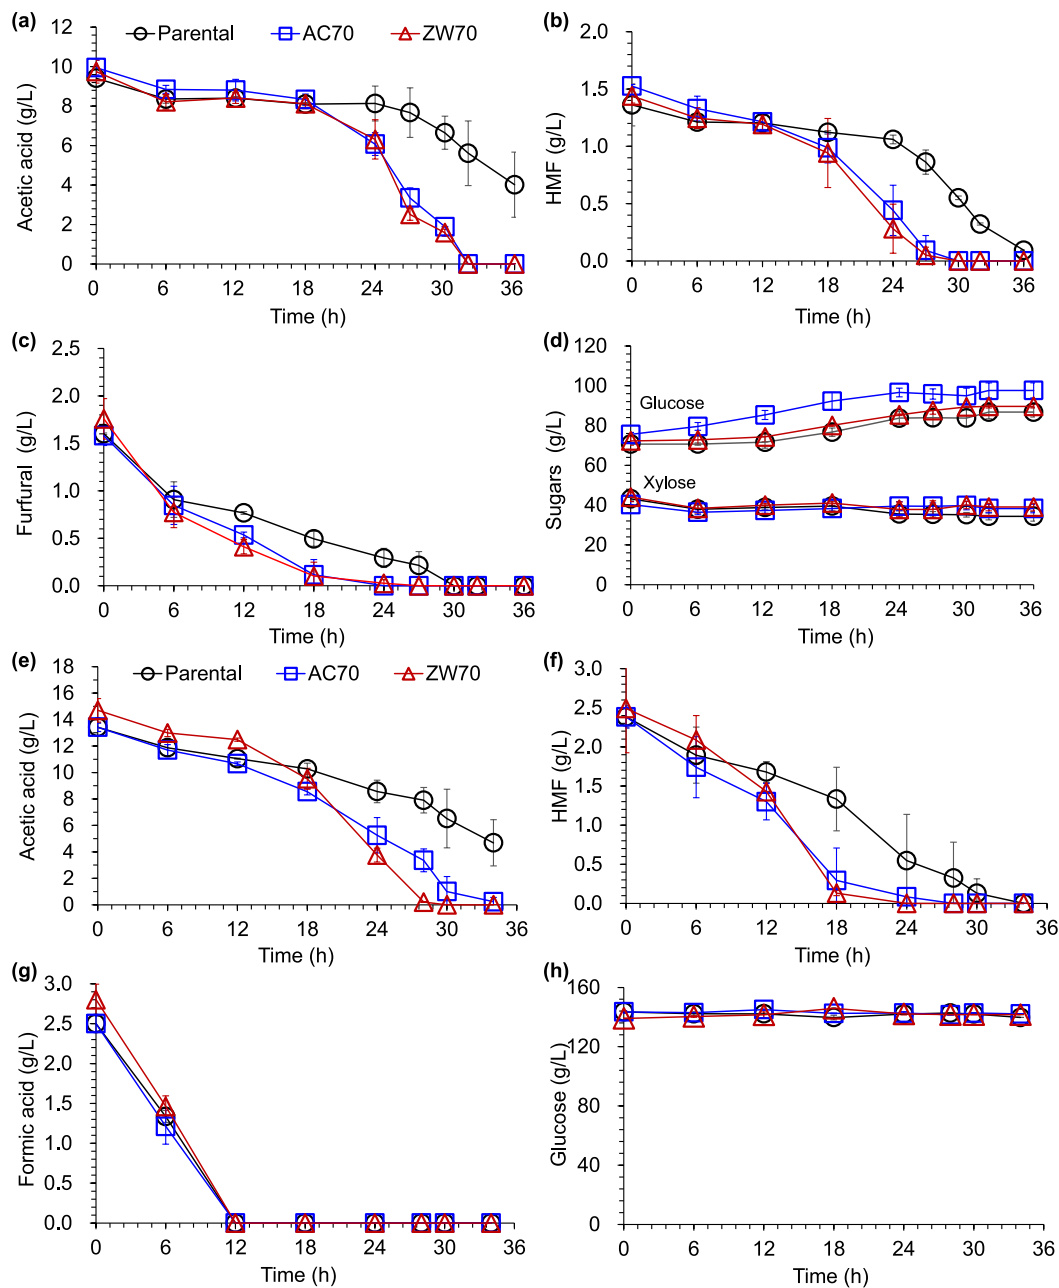 (a)
Parental AC70 ZW70
12
10
8
6
4
2
0
Acetic acid (g/L)
0 6 12 18 24 30 36
Time (h)
(b)
2.0
1.5
1.0
0.5
0.0
HMF (g/L)
0 6 12 18 24 30 36
Time (h)
(c)
2.5
2.0
1.5
1.0
0.5
0.0
Furfural (g/L)
0 6 12 18 24 30 36
Time (h)
(d)
120
100
80
60
40
20
0
Sugars (g/L)
Glucose
Xylose
0 6 12 18 24 30 36
Time (h)
(e)
Parental AC70 ZW70
18
16
14
12
10
8
6
4
2
0
Acetic acid (g/L)
0 6 12 18 24 30 36
Time (h)
(f)
3.0
2.5
2.0
1.5
1.0
0.5
0.0
HMF (g/L)
0 6 12 18 24 30 36
Time (h)
(g)
3.0
2.5
2.0
1.5
1.0
0.5
0.0
Formic acid (g/L)
0 6 12 18 24 30 36
Time (h)
(h)
160
120
80
40
0
Glucose (g/L)
0 6 12 18 24 30 36
Time (h)